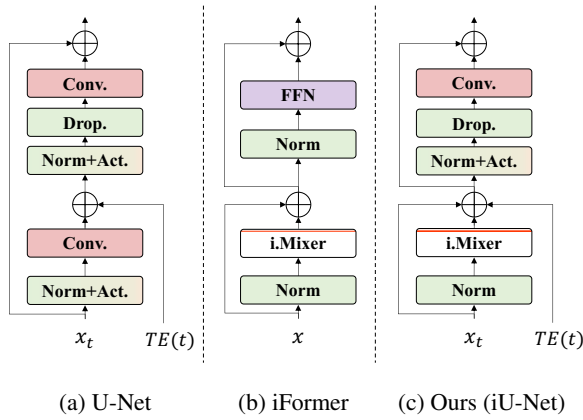 Conv.
Drop.
Norm+Act.
Conv.
Norm+Act.
x_t
TE(t)
(a) U-Net
FFN
Norm
i.Mixer
Norm
x
(b) iFormer
Conv.
Drop.
Norm+Act.
i.Mixer
Norm
x_t
TE(t)
(c) Ours (iU-Net)